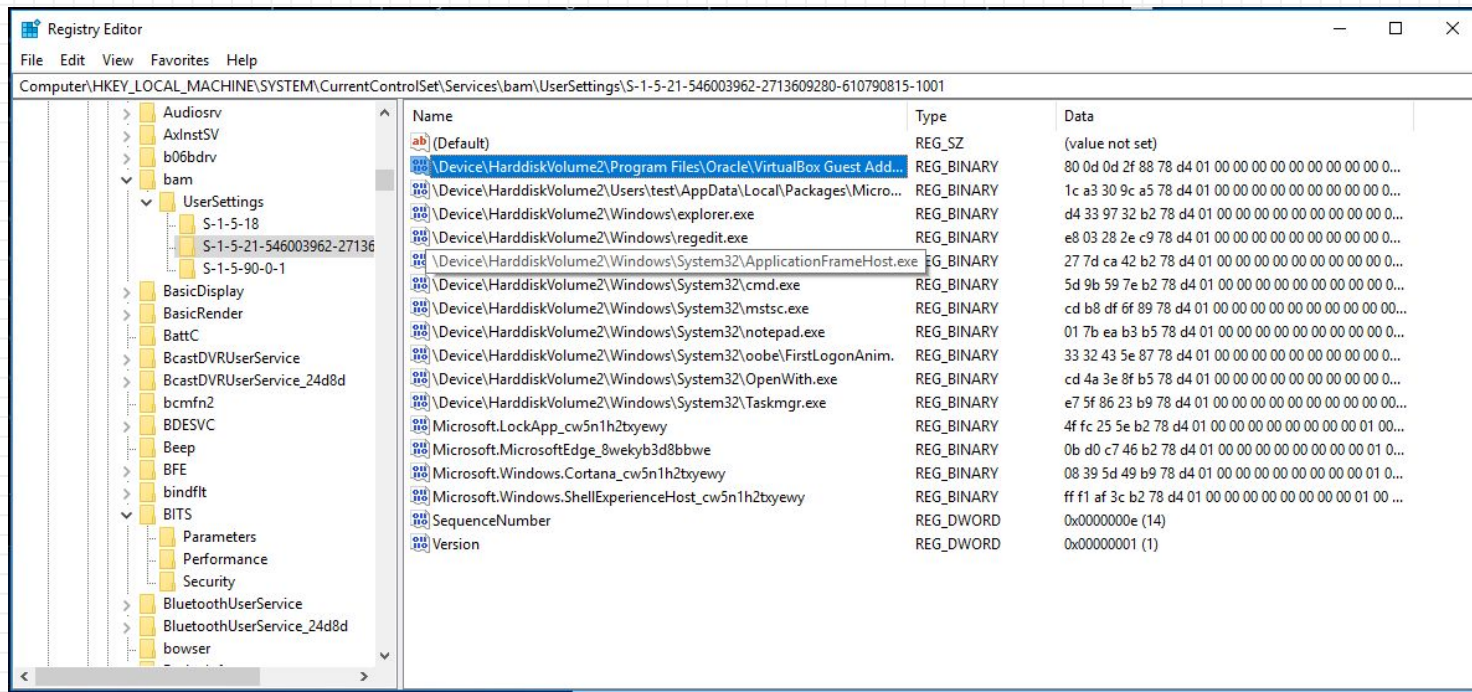 Registry Editor
File Edit View Favorites Help
Computer\HKEY_LOCAL_MACHINE\SYSTEM\CurrentControlSet\Services\bam\UserSettings\S-1-5-21-546003962-2713609280-610790815-1001
Audiosrv
AxInstSV
b06bdrv
bam
UserSettings
S-1-5-18
S-1-5-21-546003962-27136
S-1-5-90-0-1
BasicDisplay
BasicRender
BattC
BcastDVRUserService
BcastDVRUserService_24d8d
bcmfn2
BDESVC
Beep
BFE
bindflt
BITS
Parameters
Performance
Security
BluetoothUserService
BluetoothUserService_24d8d
bowser
Name Type Data
(Default) REG_SZ (value not set)
\Device\HarddiskVolume2\Program Files\Oracle\VirtualBox Guest Add... REG_BINARY 80 0d 0d 2f 88 78 d4 01 00 00 00 00 00 00 00 00 0...
\Device\HarddiskVolume2\Users\test\AppData\Local\Packages\Micro... REG_BINARY 1c a3 30 9c a5 78 d4 01 00 00 00 00 00 00 00 00 0...
\Device\HarddiskVolume2\Windows\explorer.exe REG_BINARY d4 33 97 32 b2 78 d4 01 00 00 00 00 00 00 00 00 0...
\Device\HarddiskVolume2\Windows\regedit.exe REG_BINARY e8 03 28 2e c9 78 d4 01 00 00 00 00 00 00 00 00 0...
\Device\HarddiskVolume2\Windows\System32\ApplicationFrameHost.exe EG_BINARY 27 7d ca 42 b2 78 d4 01 00 00 00 00 00 00 00 00 0...
\Device\HarddiskVolume2\Windows\System32\cmd.exe REG_BINARY 5d 9b 59 7e b2 78 d4 01 00 00 00 00 00 00 00 00 0...
\Device\HarddiskVolume2\Windows\System32\mstsc.exe REG_BINARY cd b8 df 6f 89 78 d4 01 00 00 00 00 00 00 00 00 00...
\Device\HarddiskVolume2\Windows\System32\notepad.exe REG_BINARY 01 7b ea b3 b5 78 d4 01 00 00 00 00 00 00 00 00 0...
\Device\HarddiskVolume2\Windows\System32\oobe\FirstLogonAnim. REG_BINARY 33 32 43 5e 87 78 d4 01 00 00 00 00 00 00 00 00 0...
\Device\HarddiskVolume2\Windows\System32\OpenWith.exe REG_BINARY cd 4a 3e 8f b5 78 d4 01 00 00 00 00 00 00 00 00 0...
\Device\HarddiskVolume2\Windows\System32\Taskmgr.exe REG_BINARY e7 5f 86 23 b9 78 d4 01 00 00 00 00 00 00 00 00 00...
Microsoft.LockApp_cw5n1h2txyewy REG_BINARY 4f fc 25 5e b2 78 d4 01 00 00 00 00 00 00 00 00 01 00...
Microsoft.MicrosoftEdge_8wekyb3d8bbwe REG_BINARY 0b d0 c7 46 b2 78 d4 01 00 00 00 00 00 00 00 00 01 0...
Microsoft.Windows.Cortana_cw5n1h2txyewy REG_BINARY 08 39 5d 49 b9 78 d4 01 00 00 00 00 00 00 00 00 01 0...
Microsoft.Windows.ShellExperienceHost_cw5n1h2txyewy REG_BINARY ff f1 af 3c b2 78 d4 01 00 00 00 00 00 00 00 00 01 00 ...
SequenceNumber REG_DWORD 0x0000000e (14)
Version REG_DWORD 0x00000001 (1)